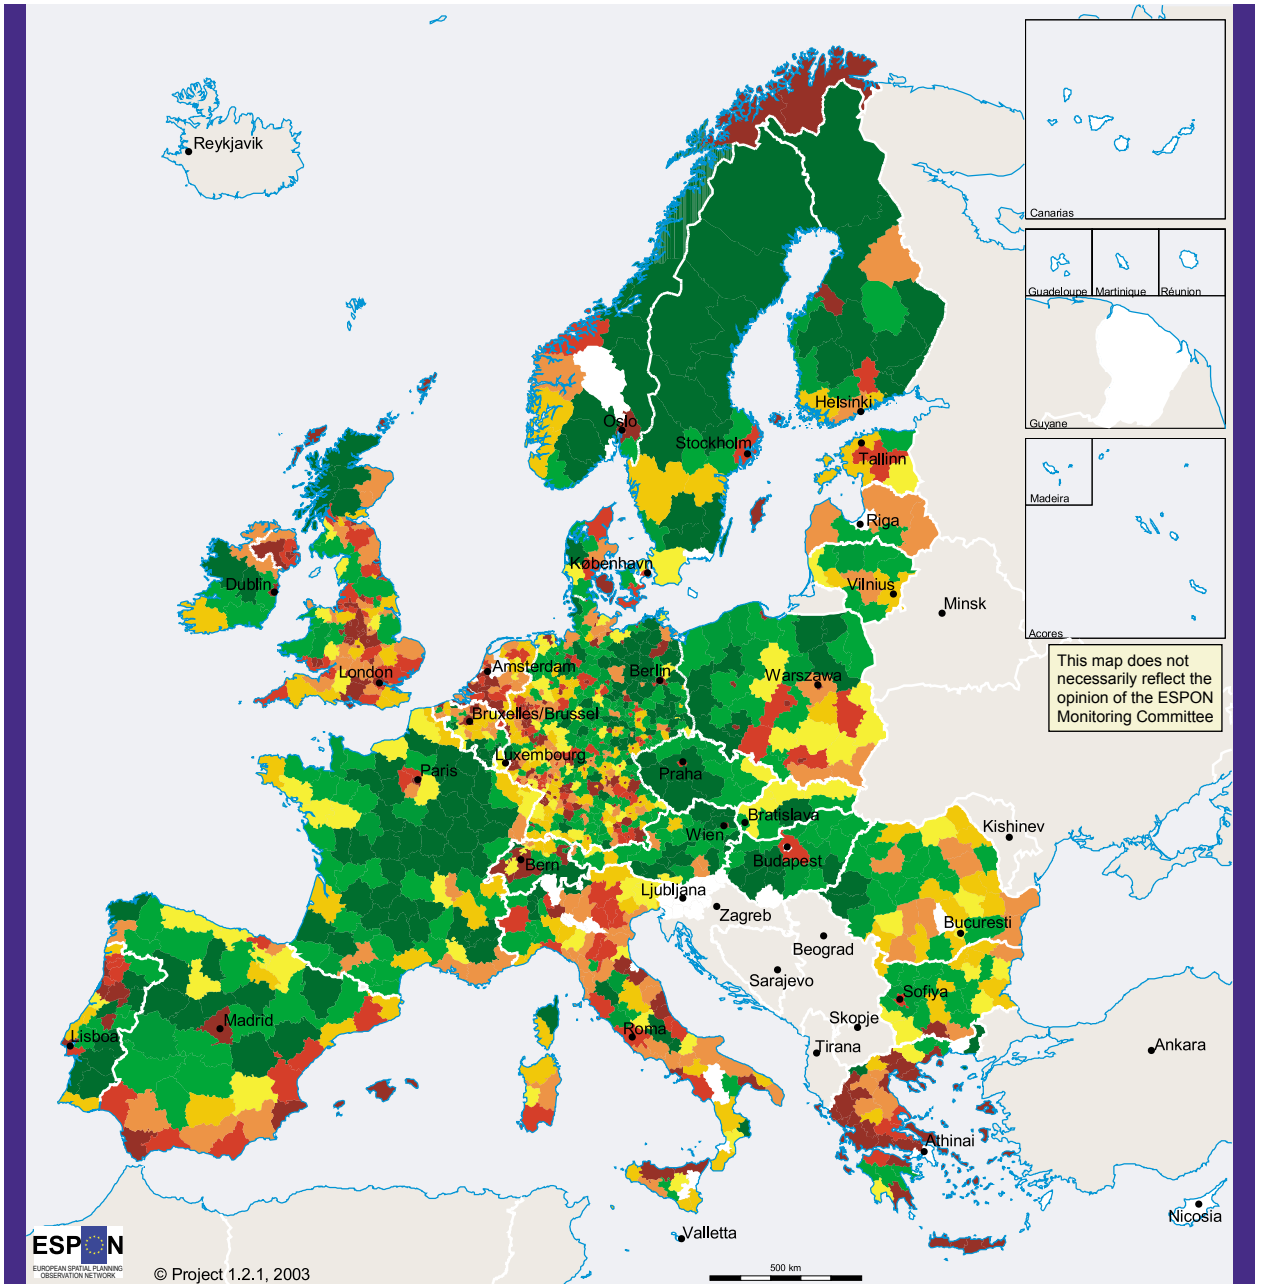 Reykjavik
Canarias
Guadeloupe
Martinique
Réunion
Guyane
Madeira
Acores
This map does not
necessarily reflect the
opinion of the ESPON
Monitoring Committee
Oslo
Stockholm
Helsinki
Tallinn
Riga
København
Vilnius
Minsk
Dublin
London
Amsterdam
Berlin
Warszawa
Bruxelles/Brussel
Luxembourg
Paris
Praha
Wien
Bratislava
Kishinev
Bern
Budapest
Ljubljana
Zagreb
Bucuresti
Beograd
Sarajevo
Sofiya
Skopje
Madrid
Lisboa
Roma
Tirana
Ankara
Athinai
Valletta
Nicosia
ESPON
EUROPEAN SPATIAL PLANNING
OBSERVATION NETWORK
© Project 1.2.1, 2003
500 km